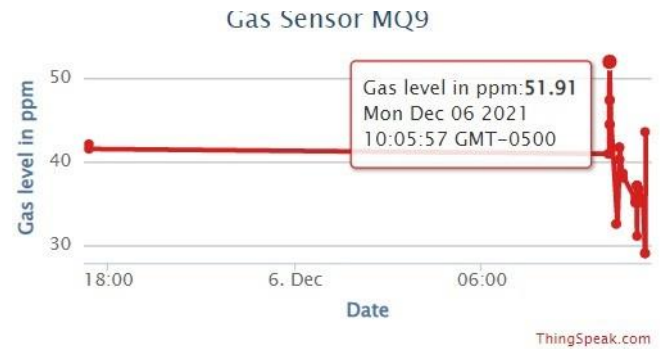 Gas Sensor MQ9
Gas level in ppm
50
40
30
Gas level in ppm:51.91
Mon Dec 06 2021
10:05:57 GMT-0500
18:00
6. Dec
06:00
Date
ThingSpeak.com